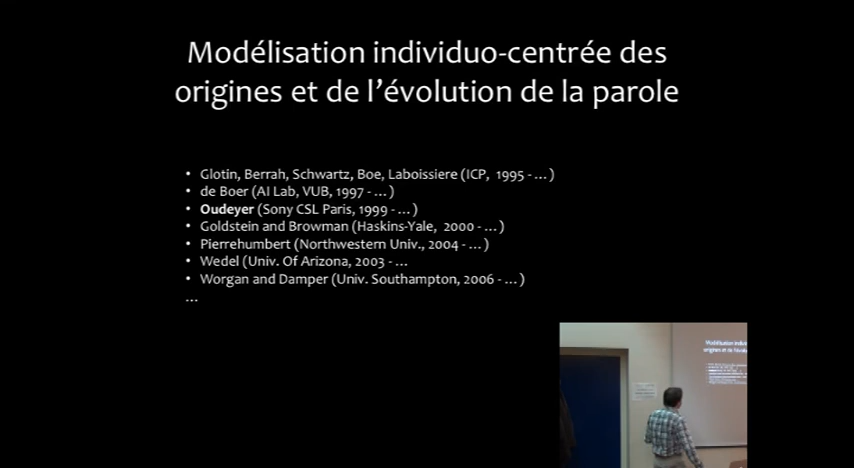 Modélisation individuo-centrée des
origines et de l'évolution de la parole
• Glotin, Berrah, Schwartz, Boe, Laboissiere (ICP, 1995 - ...)
• de Boer (AI Lab, VUB, 1997 - ...)
• Oudeyer (Sony CSL Paris, 1999 - ...)
• Goldstein and Browman (Haskins-Yale, 2000 - ...)
• Pierrehumbert (Northwestern Univ., 2004 - ...)
• Wedel (Univ. Of Arizona, 2003 - ...
• Worgan and Damper (Univ. Southampton, 2006 - ...)
...